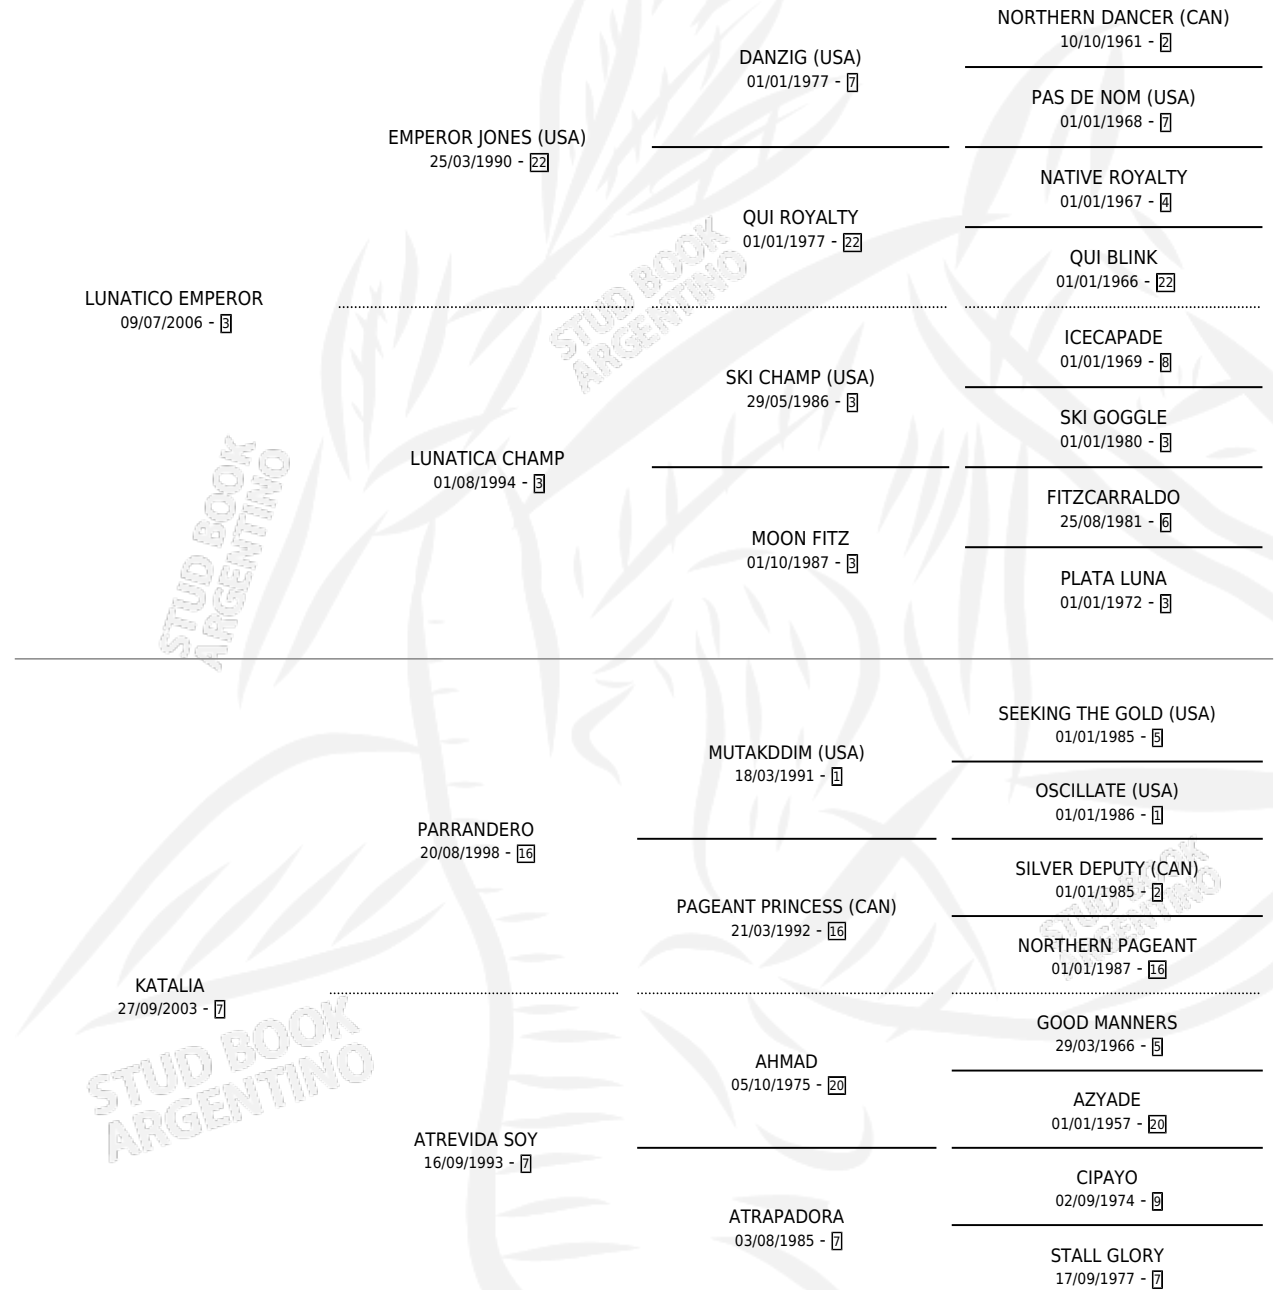 NORTHERN DANCER (CAN)
10/10/1961 - 2
DANZIG (USA)
01/01/1977 - 7
PAS DE NOM (USA)
01/01/1968 - 7
EMPEROR JONES (USA)
25/03/1990 - 22
NATIVE ROYALTY
01/01/1967 - 4
QUI ROYALTY
01/01/1977 - 22
QUI BLINK
01/01/1966 - 22
LUNATICO EMPEROR
09/07/2006 - 3
ICECAPADE
01/01/1969 - 8
SKI CHAMP (USA)
29/05/1986 - 3
SKI GOGGLE
01/01/1980 - 3
LUNATICA CHAMP
01/08/1994 - 3
FITZCARRALDO
25/08/1981 - 6
MOON FITZ
01/10/1987 - 3
PLATA LUNA
01/01/1972 - 3
STUD BOOK
ARGENTINO
STUD BOOK
ARGENTINO
SEEKING THE GOLD (USA)
01/01/1985 - 5
MUTAKDDIM (USA)
18/03/1991 - 1
OSCILLATE (USA)
01/01/1986 - 1
PARRANDERO
20/08/1998 - 16
SILVER DEPUTY (CAN)
01/01/1985 - 2
PAGEANT PRINCESS (CAN)
21/03/1992 - 16
NORTHERN PAGEANT
01/01/1987 - 16
STUD BOOK
ARGENTINO
KATALIA
27/09/2003 - 7
GOOD MANNERS
29/03/1966 - 5
AHMAD
05/10/1975 - 20
AZYADE
01/01/1957 - 20
STUD BOOK
ARGENTINO
ATREVIDA SOY
16/09/1993 - 7
CIPAYO
02/09/1974 - 9
ATRAPADORA
03/08/1985 - 7
STALL GLORY
17/09/1977 - 7